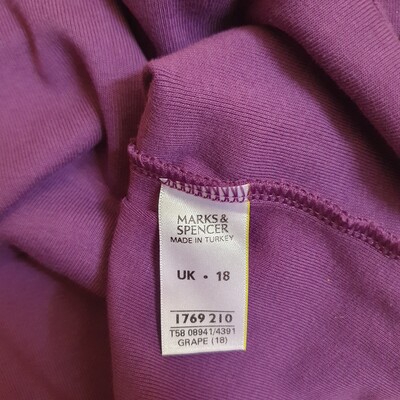 MARKS &
SPENCER
MADE IN TURKEY
UK • 18
1769 210
T58 08941/4391
GRAPE (18)